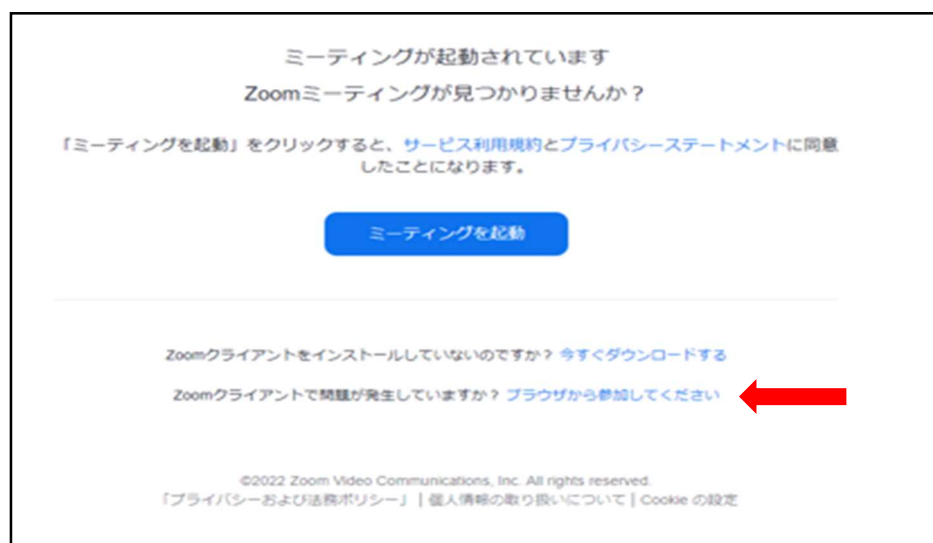 ミーティングが起動されています
Zoomミーティングが見つかりませんか？
「ミーティングを起動」をクリックすると、サービス利用規約とプライバシーステートメントに同意
したことになります。
ミーティングを起動
Zoomクライアントをインストールしていないのですか？ 今すぐダウンロードする
Zoomクライアントで問題が発生していますか？ ブラウザから参加してください
©2022 Zoom Video Communications, Inc. All rights reserved.
「プライバシーおよび法務ポリシー」 | 個人情報の取り扱いについて | Cookie の設定